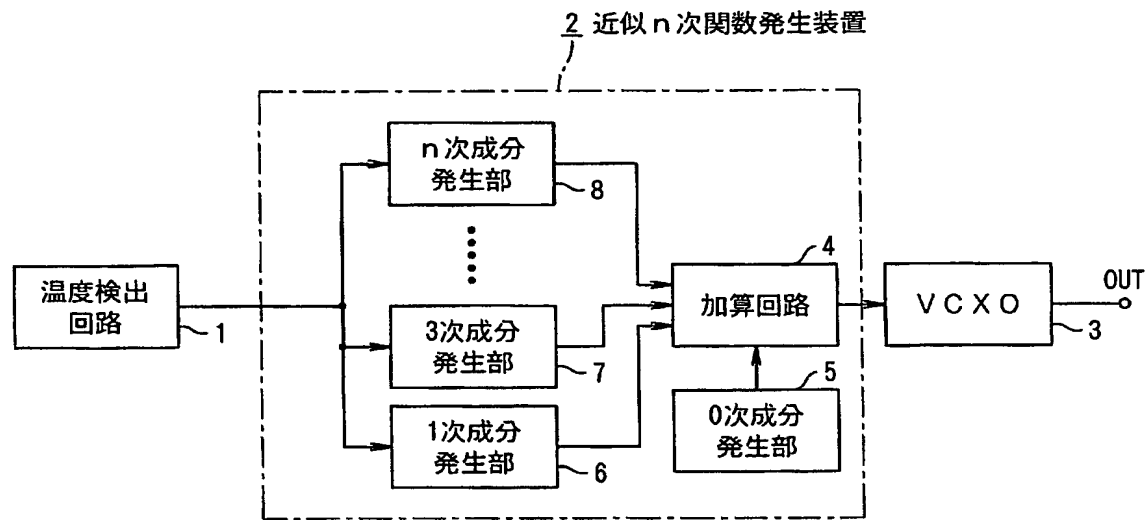 2 近似n次関数発生装置
n次成分
発生部
8
温度検出
回路
1
3次成分
発生部
7
1次成分
発生部
6
4
加算回路
5
0次成分
発生部
VCXO
3
OUT